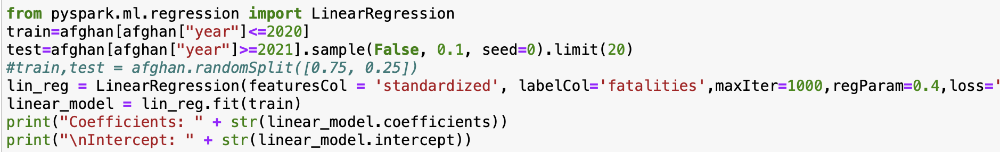 from pyspark.ml.regression import LinearRegression
train=afghan[afghan["year"]<=2020]
test=afghan[afghan["year"]>=2021].sample(False, 0.1, seed=0).limit(20)
#train,test = afghan.randomSplit([0.75, 0.25])
lin_reg = LinearRegression(featuresCol = 'standardized', labelCol='fatalities',maxIter=1000,regParam=0.4,loss='
linear_model = lin_reg.fit(train)
print("Coefficients: " + str(linear_model.coefficients))
print("\nIntercept: " + str(linear_model.intercept))